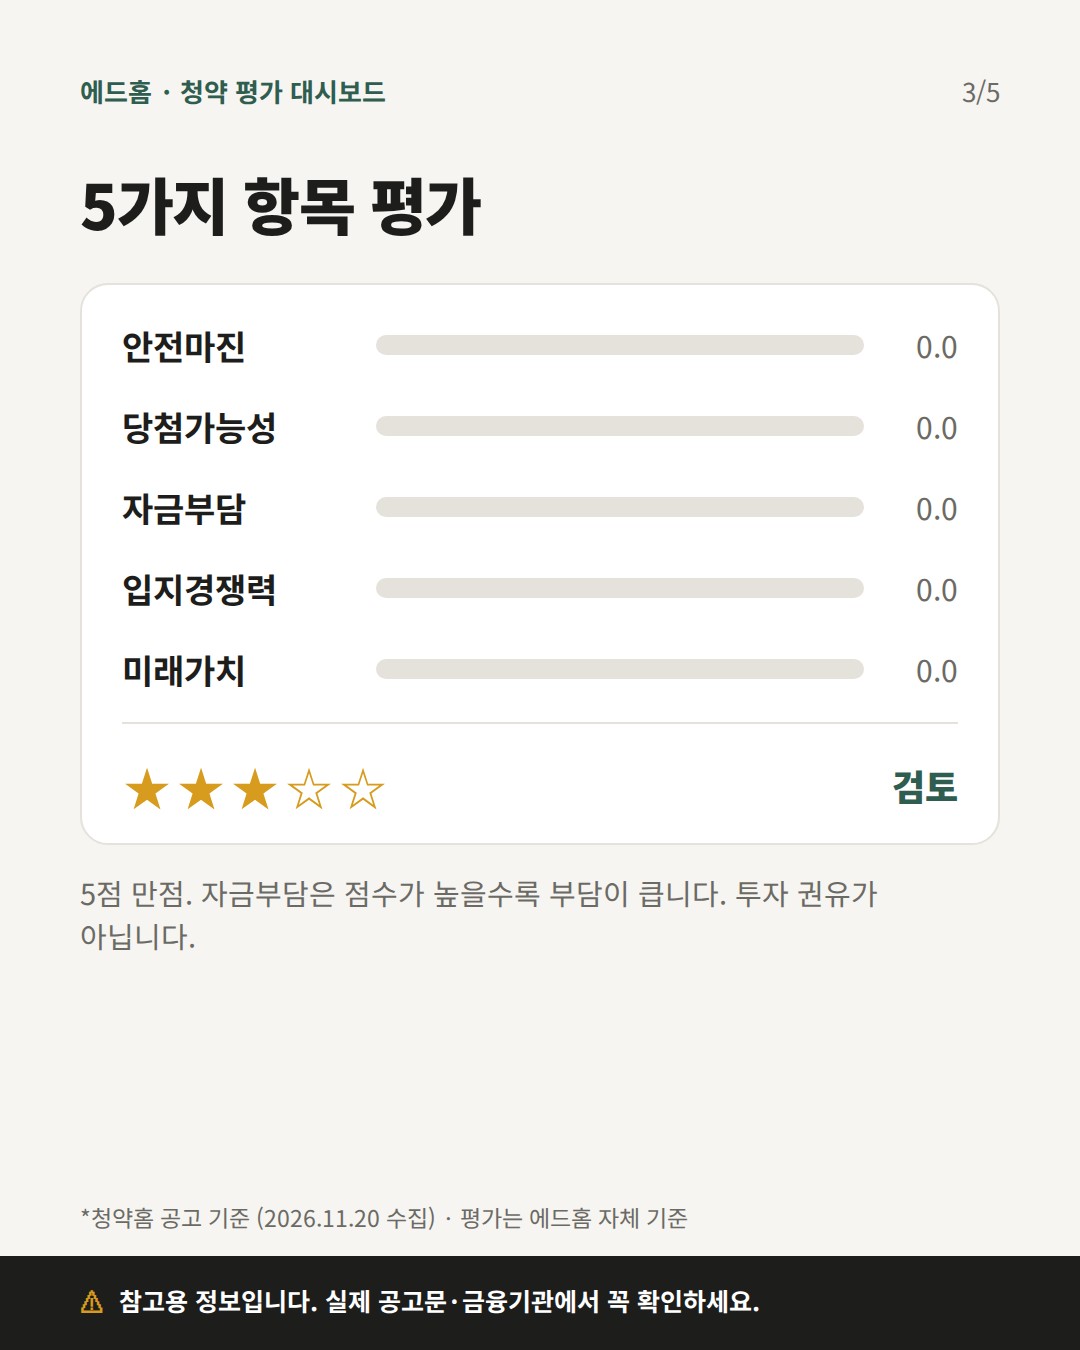 에드홈 · 청약 평가 대시보드
3/5
5가지 항목 평가
안전마진 0.0
당첨가능성 0.0
자금부담 0.0
입지경쟁력 0.0
미래가치 0.0
★★★☆☆ 검토
5점 만점. 자금부담은 점수가 높을수록 부담이 큽니다. 투자 권유가
아닙니다.
*청약홈 공고 기준 (2026.11.20 수집) · 평가는 에드홈 자체 기준
⚠ 참고용 정보입니다. 실제 공고문·금융기관에서 꼭 확인하세요.